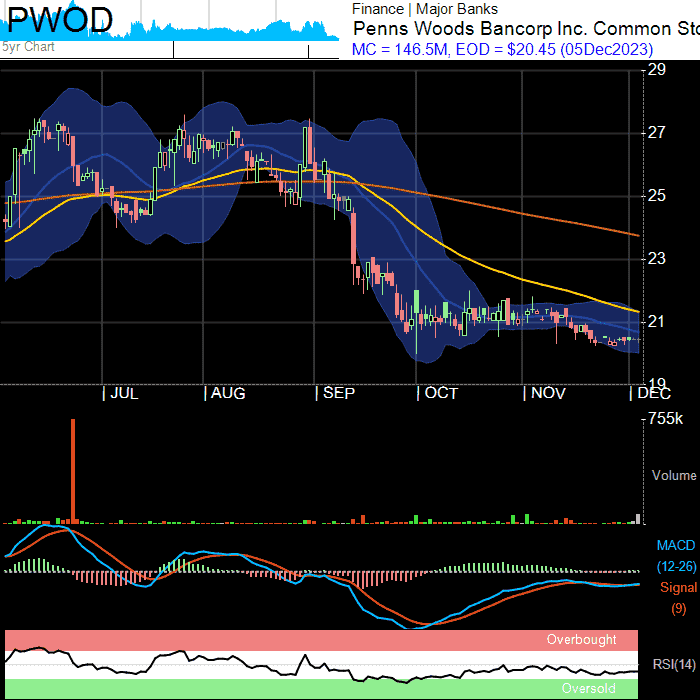 PWOD
5yr Chart
Finance | Major Banks
Penns Woods Bancorp Inc. Common Sto
MC = 146.5M, EOD = $20.45 (05Dec2023)
29
27
25
23
21
19
| JUL | AUG | SEP | OCT | NOV | DEC
755k
Volume
MACD
(12-26)
Signal
(9)
Overbought
RSI(14)
Oversold